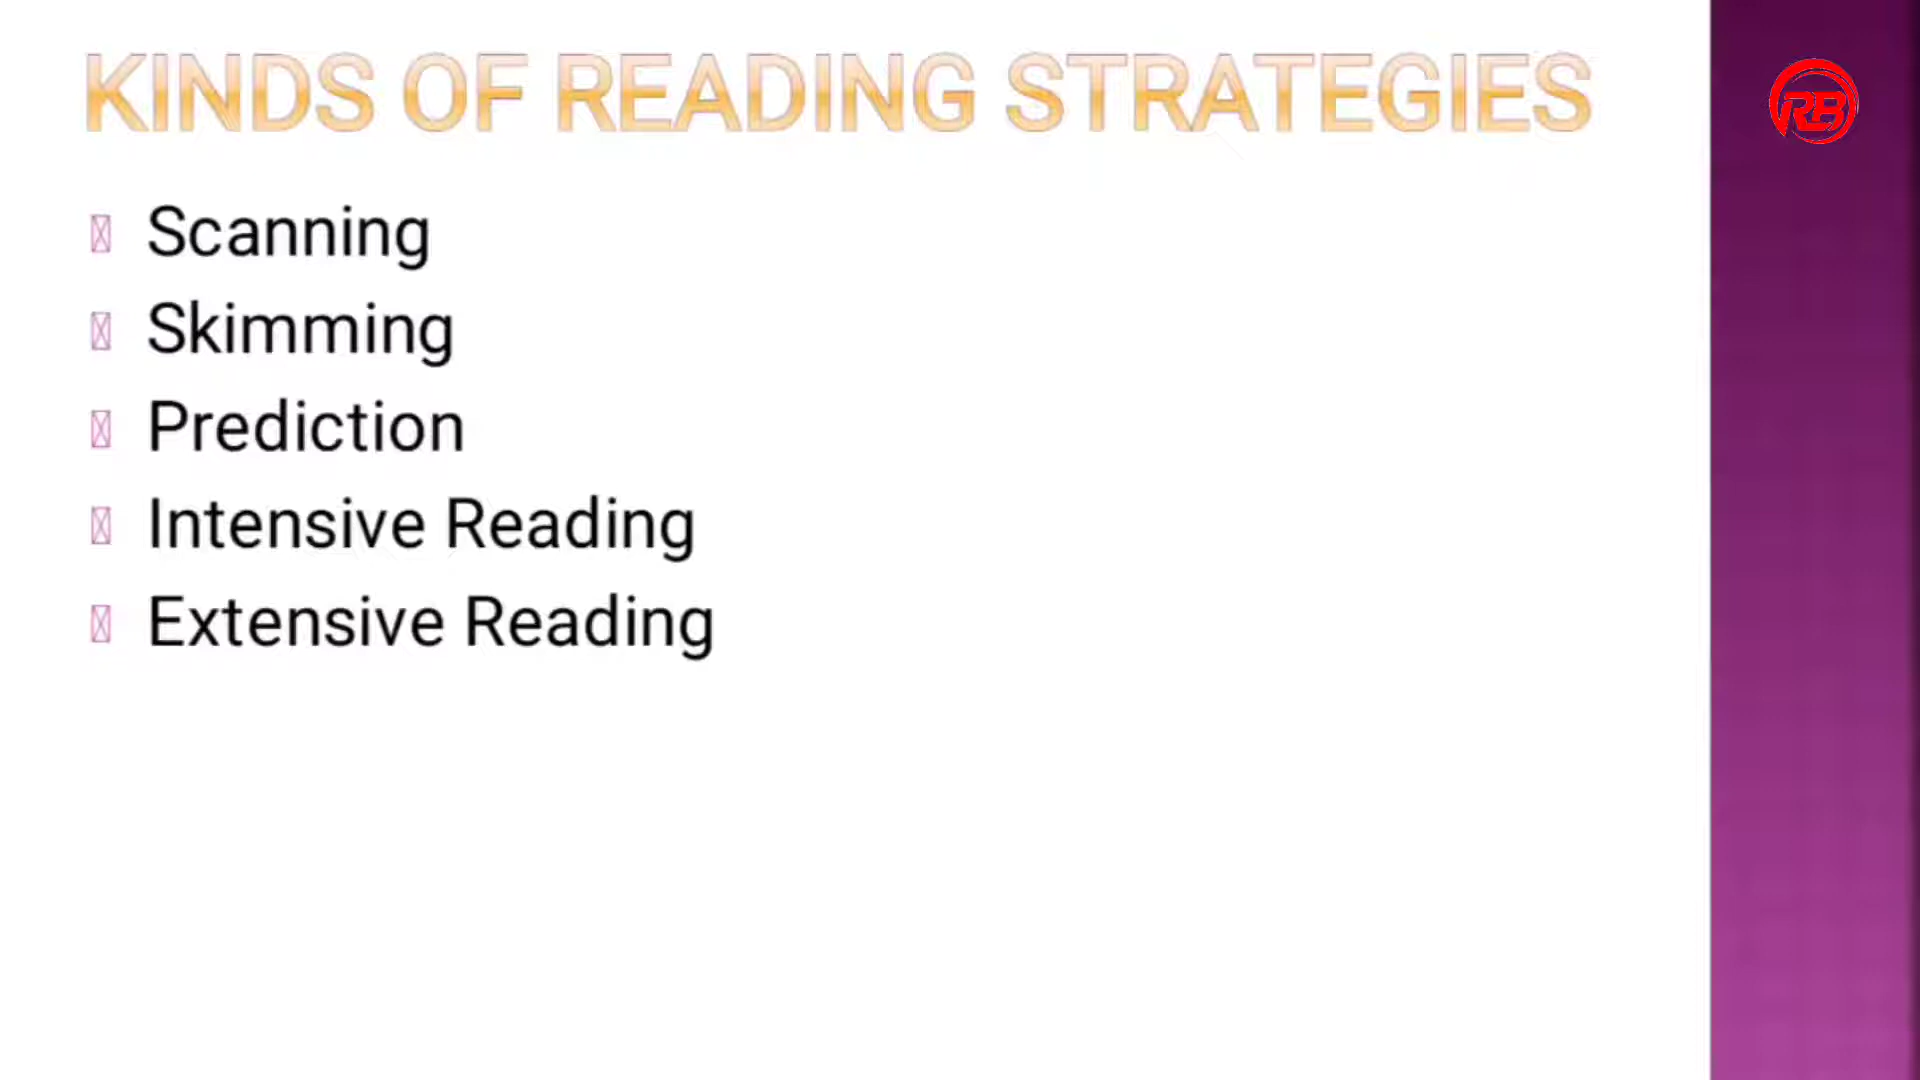 KINDS OF READING STRATEGIES
RB
Scanning
Skimming
Prediction
Intensive Reading
Extensive Reading